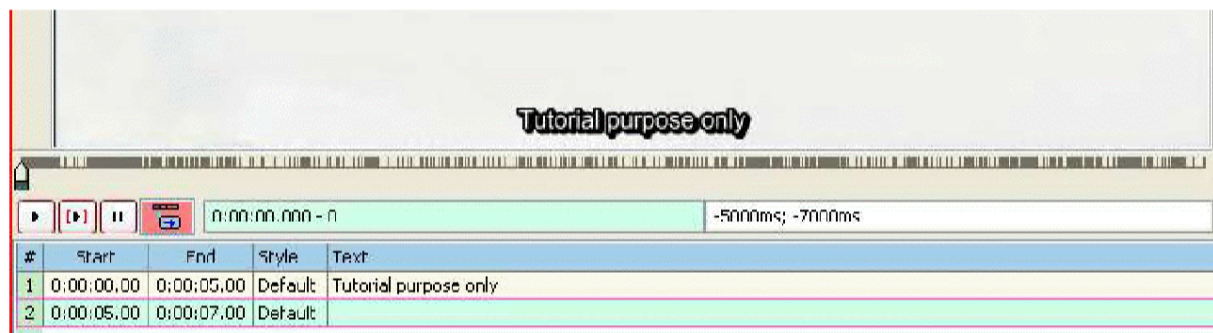 Tutorial purpose only
0:00:00.000 - 0 -5000ms; -7000ms
# Start End Style Text
1 0:00:00.00 0:00:05.00 Default Tutorial purpose only
2 0:00:05.00 0:00:07.00 Default